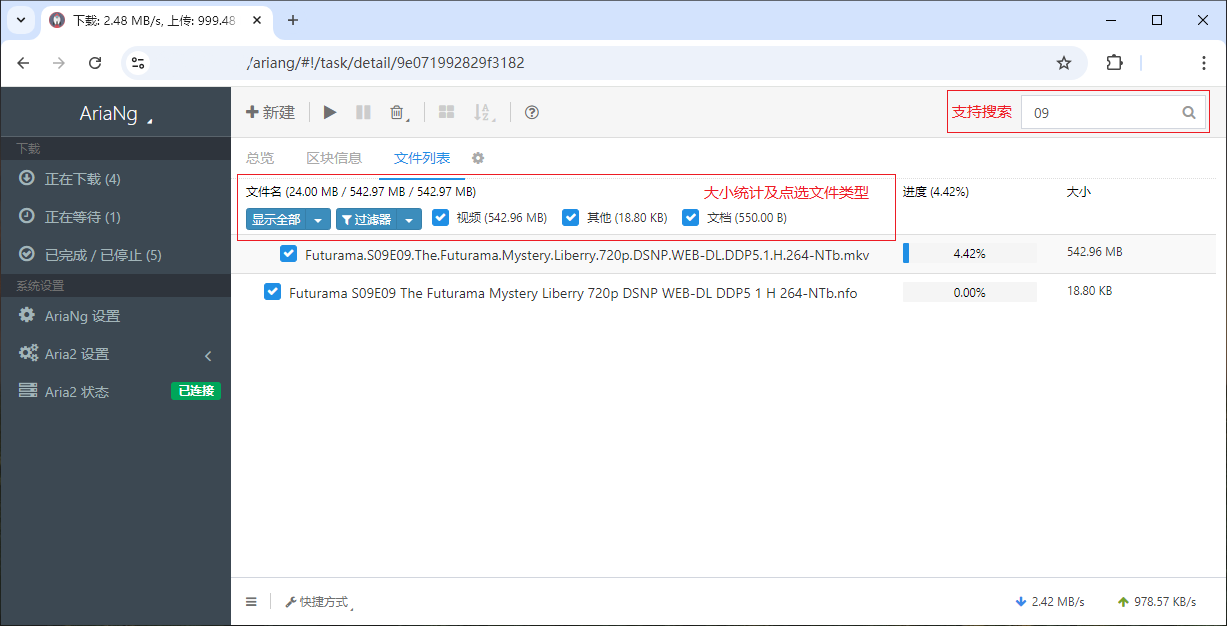 下载: 2.48 MB/s, 上传: 999.48
/ariang/#!/task/detail/9e071992829f3182
AriaNg
新建
支持搜索
09
下载
正在下载 (4)
正在等待 (1)
已完成 / 已停止 (5)
系统设置
AriaNg 设置
Aria2 设置
Aria2 状态
已连接
总览
区块信息
文件列表
文件名 (24.00 MB / 542.97 MB / 542.97 MB)
大小统计及点选文件类型
进度 (4.42%)
大小
显示全部
过滤器
视频 (542.96 MB)
其他 (18.80 KB)
文档 (550.00 B)
Futurama.S09E09.The.Futurama.Mystery.Liberry.720p.DSNP.WEB-DL.DDP5.1.H.264-NTb.mkv
4.42%
542.96 MB
Futurama S09E09 The Futurama Mystery Liberry 720p DSNP WEB-DL DDP5 1 H 264-NTb.nfo
0.00%
18.80 KB
快捷方式
2.42 MB/s
978.57 KB/s